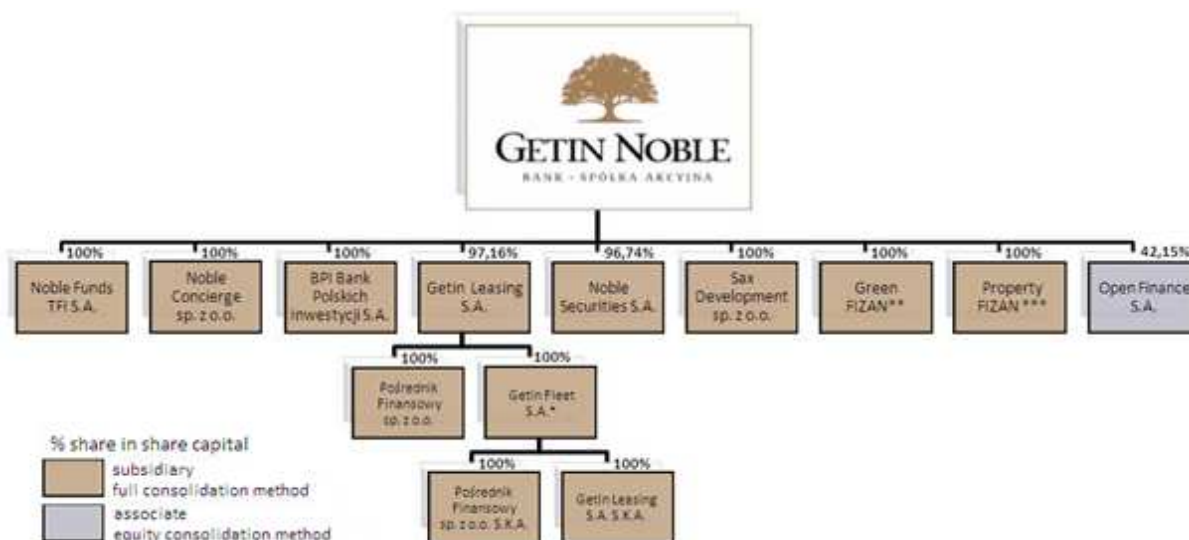 GETIN NOBLE
BANK · SPÓŁKA AKCYJNA
100%
100%
100%
97,16%
96,74%
100%
100%
100%
42,15%
Noble Funds
TFI S.A.
Noble
Concierge
sp. z o.o.
BPI Bank
Polskich
Inwestycji S.A.
Getin Leasing
S.A.
Noble
Securities S.A.
Sax
Development
sp. z o.o.
Green
FIZAN**
Property
FIZAN ***
Open Finance
S.A.
100%
100%
Pośrednik
Finansowy
sp. z o.o.
Getin Fleet
S.A.*
100%
100%
Pośrednik
Finansowy
sp. z o.o. S.K.A.
Getin Leasing
S.A. S.K.A.
% share in share capital
subsidiary
full consolidation method
associate
equity consolidation method